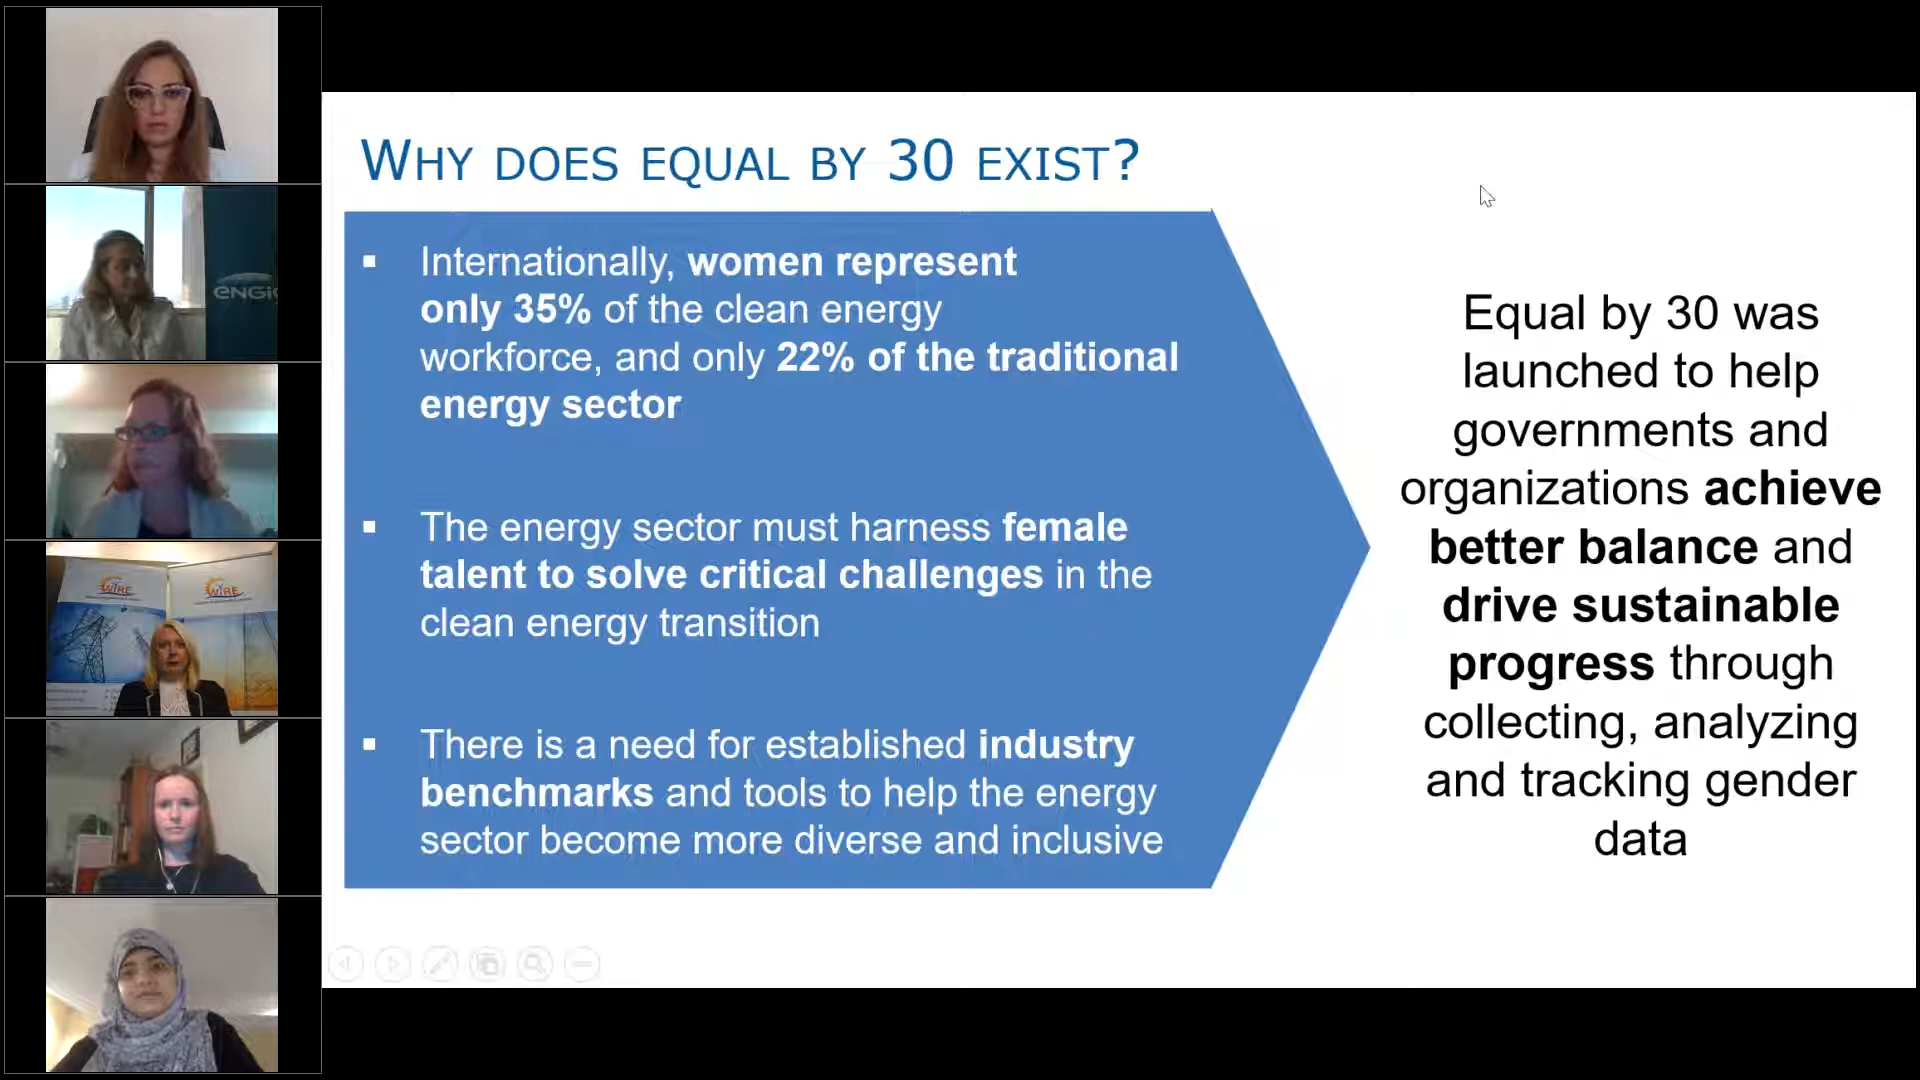 WHY DOES EQUAL BY 30 EXIST?
▪ Internationally, women represent
only 35% of the clean energy
workforce, and only 22% of the traditional
energy sector
▪ The energy sector must harness female
talent to solve critical challenges in the
clean energy transition
▪ There is a need for established industry
benchmarks and tools to help the energy
sector become more diverse and inclusive
Equal by 30 was
launched to help
governments and
organizations achieve
better balance and
drive sustainable
progress through
collecting, analyzing
and tracking gender
data
ENGI
WIRE
WIRE